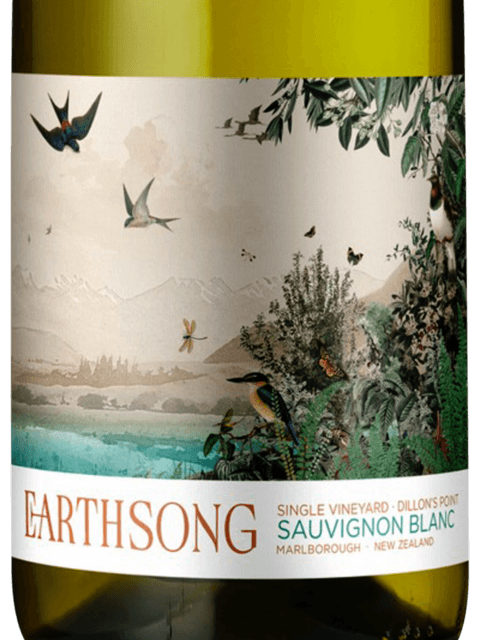 EARTHSONG
SINGLE VINEYARD · DILLON'S POINT
SAUVIGNON BLANC
MARLBOROUGH · NEW ZEALAND